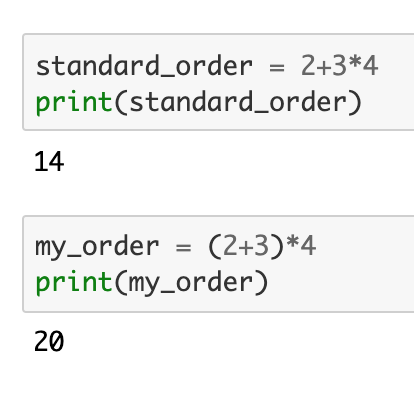 standard_order = 2+3*4
print(standard_order)
14
my_order = (2+3)*4
print(my_order)
20